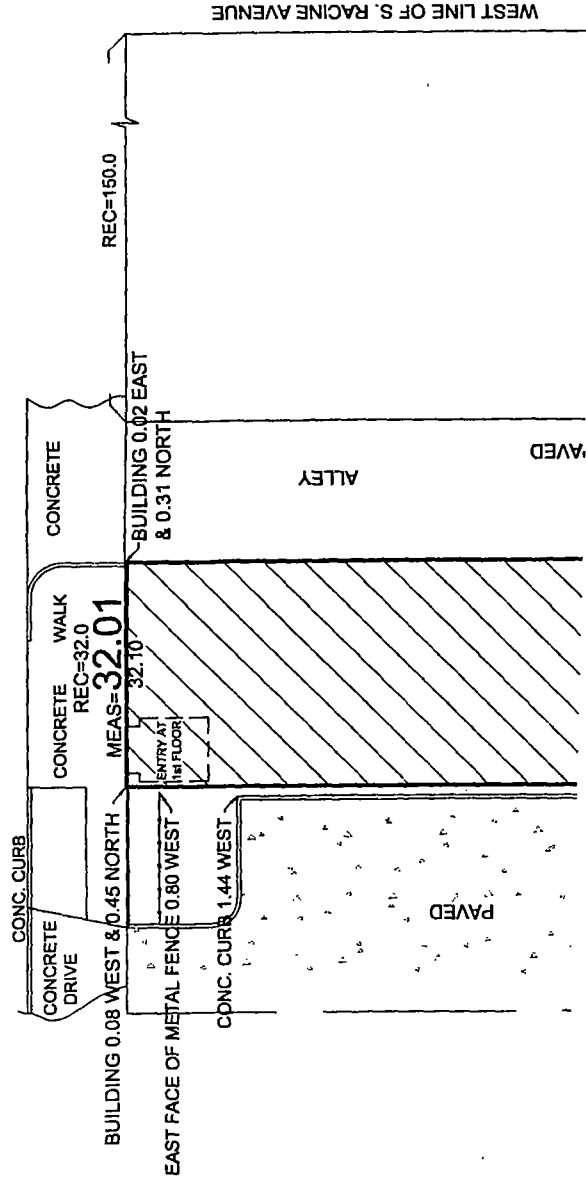 WEST LINE OF S. RACINE AVENUE
REC=150.0
CONC. CURB
CONCRETE
DRIVE
CONCRETE WALK
CONCRETE
REC=32.0
MEAS=32.01
32.10
BUILDING 0.08 WEST & 0.45 NORTH
BUILDING 0.02 EAST
& 0.31 NORTH
ENTRY AT
1st FLOOR
EAST FACE OF METAL FENCE 0.80 WEST
CONC. CURB 1.44 WEST
ALLEY
PAVED
PAVED